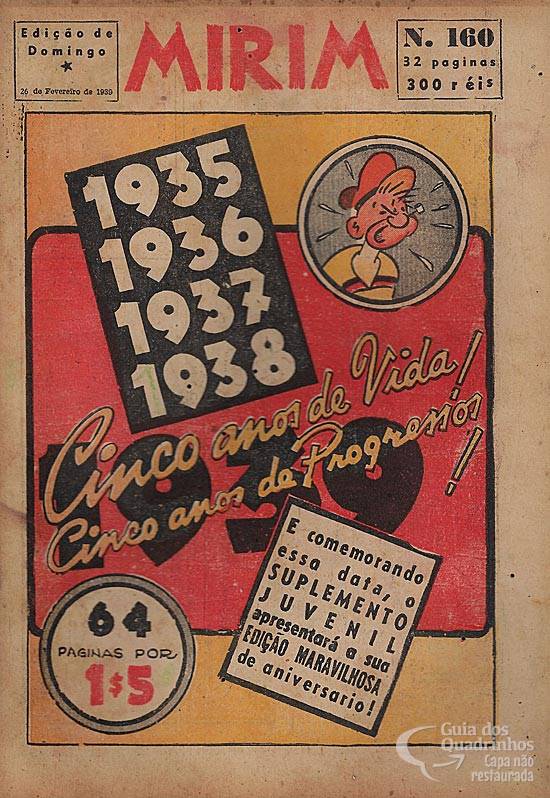 Edição de
Domingo
26 de Fevereiro de 1939
MIRIM
N. 160
32 paginas
300 réis
1935
1936
1937
1938
Cinco anos de Vida!
1939
Cinco anos de Progressos!
E comemorando
essa data, o
SUPLEMENTO
JUVENIL
apresentará a sua
EDIÇÃO MARAVILHOSA
de aniversario!
64
PAGINAS POR
1$5
Guia dos
Quadrinhos
Capa não
restaurada